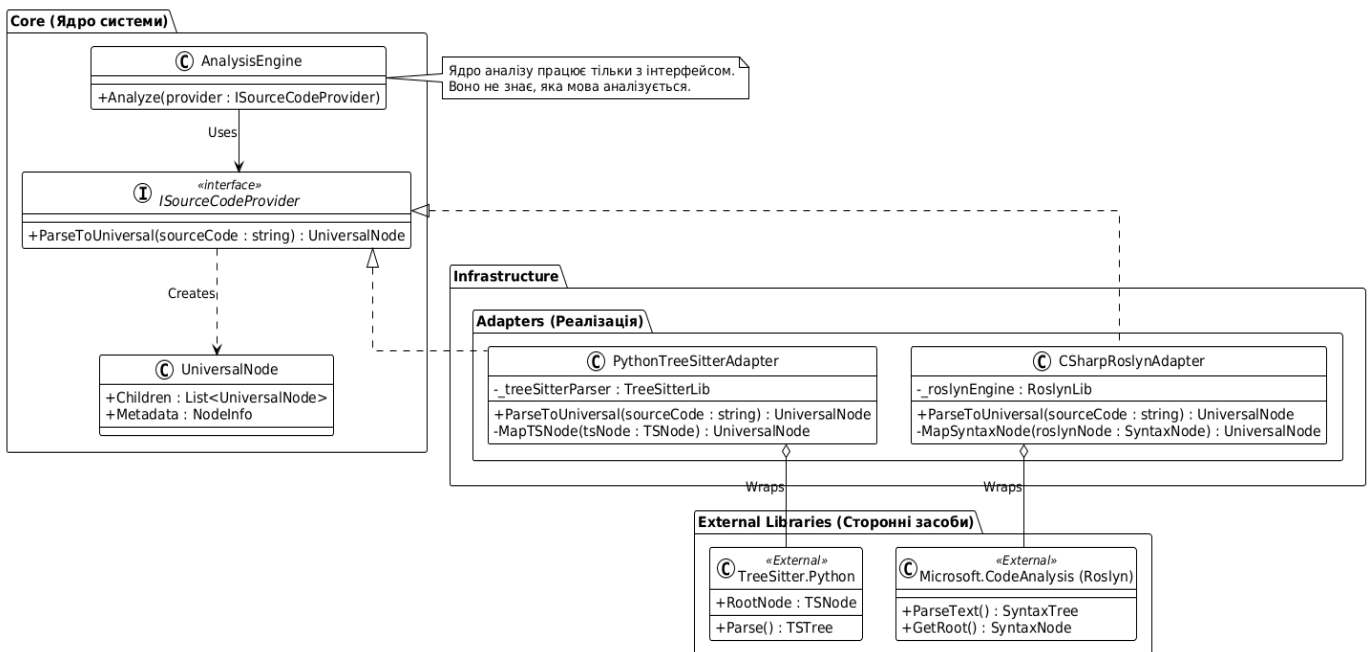 Core (Ядро системи)
C AnalysisEngine
+Analyze(provider : ISourceCodeProvider)
Ядро аналізу працює тільки з інтерфейсом.
Воно не знає, яка мова аналізується.
Uses
«interface»
I ISourceCodeProvider
+ParseToUniversal(sourceCode : string) : UniversalNode
Creates
C UniversalNode
+Children : List<UniversalNode>
+Metadata : NodeInfo
Infrastructure
Adapters (Реалізація)
C PythonTreeSitterAdapter
-_treeSitterParser : TreeSitterLib
+ParseToUniversal(sourceCode : string) : UniversalNode
-MapTSNode(tsNode : TSNode) : UniversalNode
C CSharpRoslynAdapter
-_roslynEngine : RoslynLib
+ParseToUniversal(sourceCode : string) : UniversalNode
-MapSyntaxNode(roslynNode : SyntaxNode) : UniversalNode
Wraps
Wraps
External Libraries (Сторонні засоби)
«External»
C TreeSitter.Python
+RootNode : TSNode
+Parse() : TSTree
«External»
C Microsoft.CodeAnalysis (Roslyn)
+ParseText() : SyntaxTree
+GetRoot() : SyntaxNode